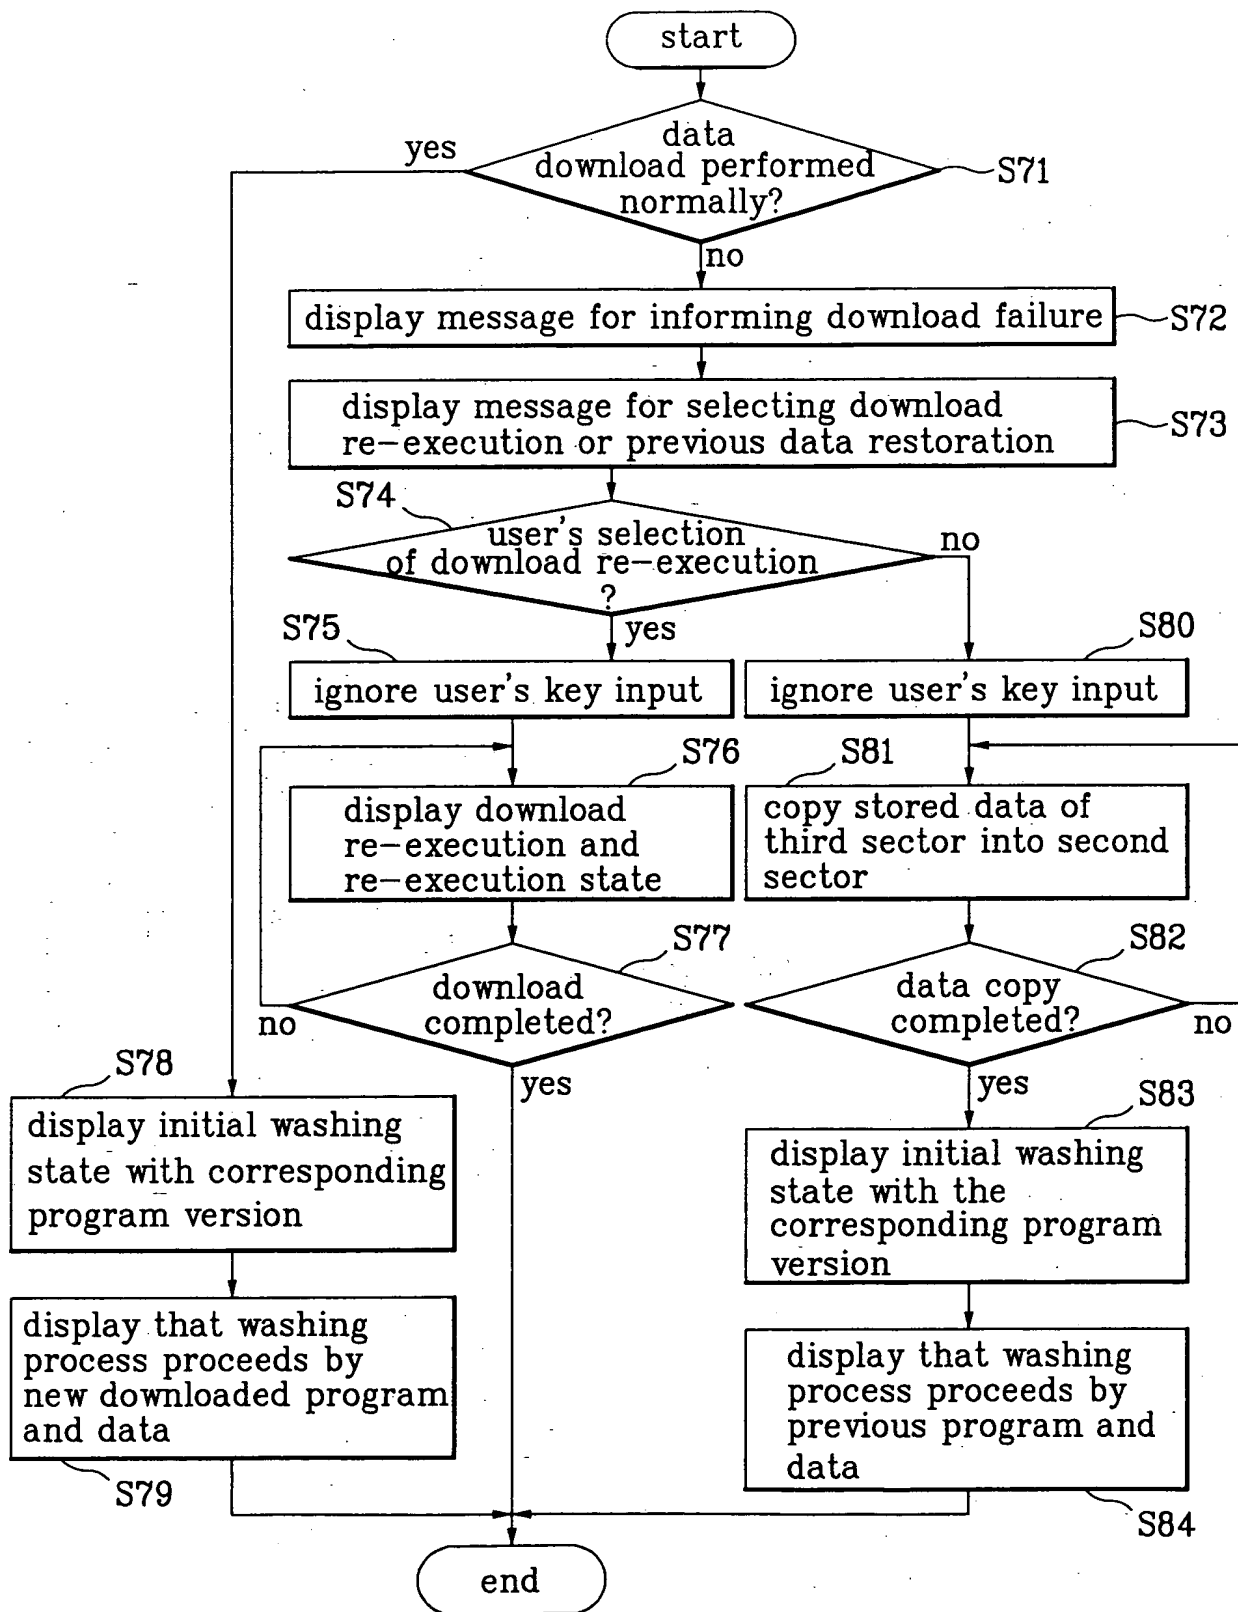 start
data
download performed
normally?
yes
S71
no
display message for informing download failure
S72
display message for selecting download
re-execution or previous data restoration
S73
S74
user's selection
of download re-execution
?
no
yes
S75
S80
ignore user's key input
ignore user's key input
S76
S81
display download
re-execution and
re-execution state
copy stored data of
third sector into second
sector
S77
S82
download
completed?
no
data copy
completed?
no
yes
yes
S78
S83
display initial washing
state with corresponding
program version
display initial washing
state with the
corresponding program
version
display that washing
process proceeds by
new downloaded program
and data
S79
display that washing
process proceeds by
previous program and
data
S84
end